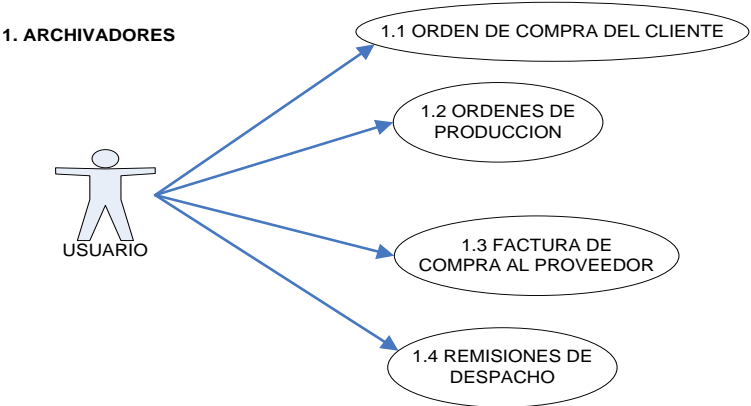 1. ARCHIVADORES
1.1 ORDEN DE COMPRA DEL CLIENTE
1.2 ORDENES DE
PRODUCCION
USUARIO
1.3 FACTURA DE
COMPRA AL PROVEEDOR
1.4 REMISIONES DE
DESPACHO